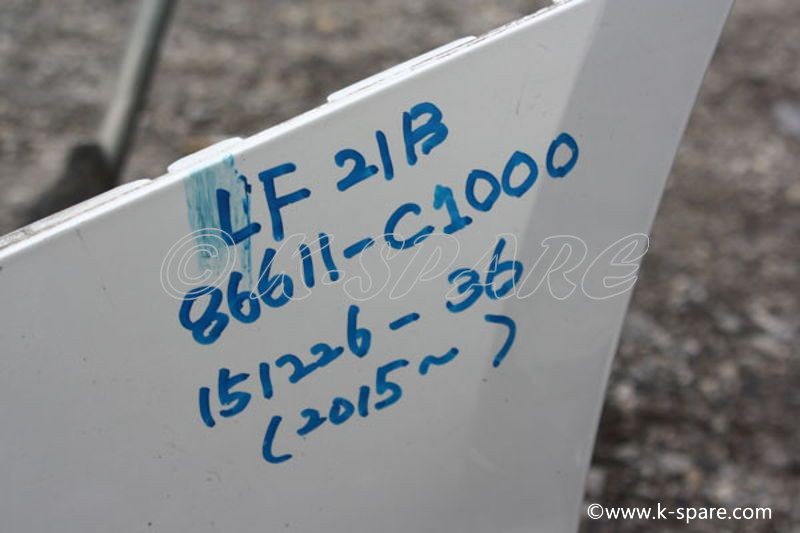 LF 21B
86611-C1000
©K-SPARE
151226-36
(2015~ )
©www.k-spare.com